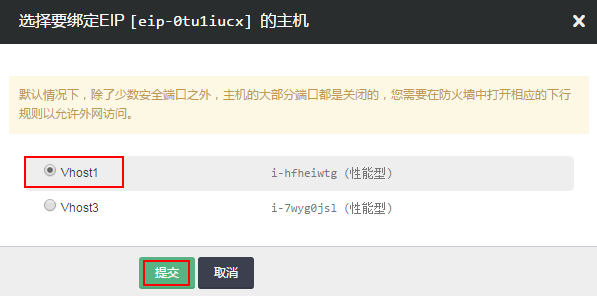 选择要绑定EIP [eip-0tu1iucx] 的主机
默认情况下，除了少数安全端口之外，主机的大部分端口都是关闭的，您需要在防火墙中打开相应的下行
规则以允许外网访问。
Vhost1 i-hfheiwtg (性能型)
Vhost3 i-7wyg0jsl (性能型)
提交 取消